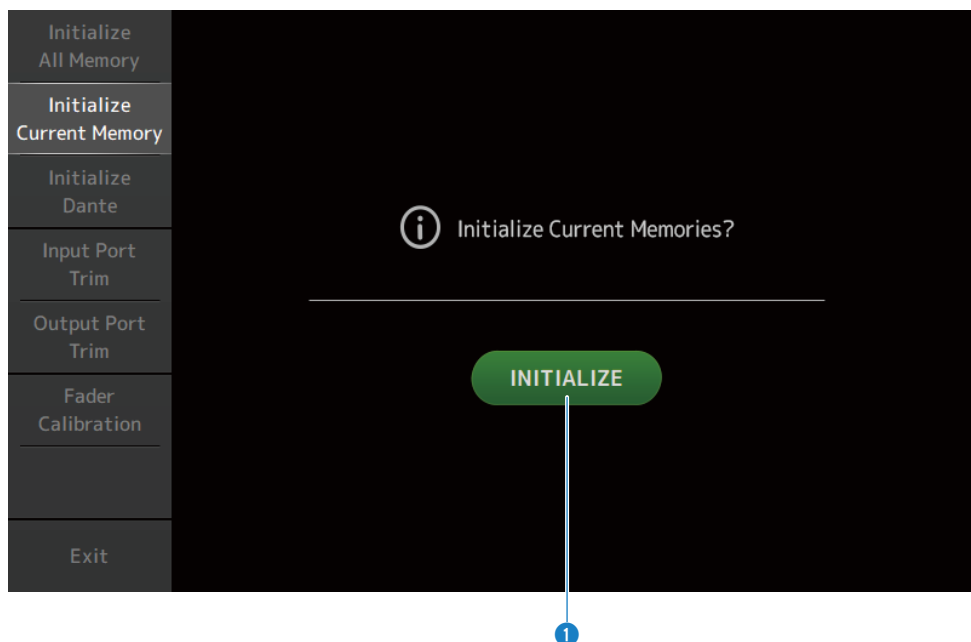 Initialize
All Memory
Initialize
Current Memory
Initialize
Dante
Input Port
Trim
Output Port
Trim
Fader
Calibration
Exit
Initialize Current Memories?
INITIALIZE
1